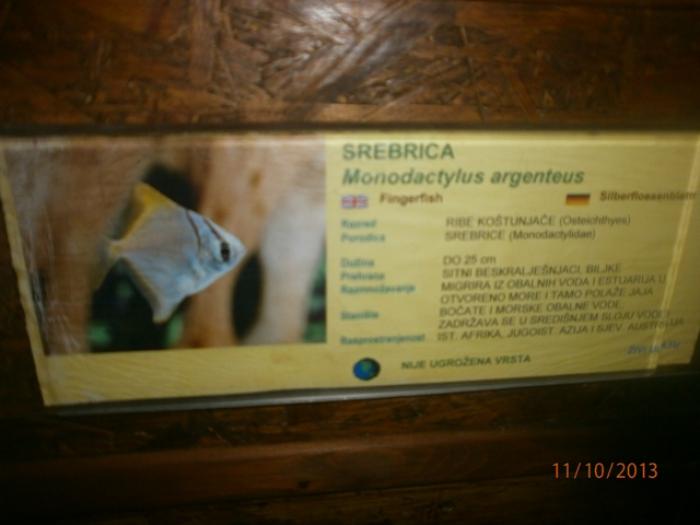 SREBRICA
Monodactylus argenteus
Fingerfish
Razred RIBE KOŠTUNJAČE (Osteichthyes)
Porodica SREBRICE (Monodactylidae)
Dužina DO 25 cm
Prehrana SITNI BESKRALJEŠNJACI, BILJKE
Razmnožavanje MIGRIRA IZ OBALNIH VODA I ESTUARIJA U
OTVORENO MORE I TAMO POLAŽE JAJA
Stanište BOČATE I MORSKE OBALNE VODE,
ZADRŽAVA SE U SREDIŠNJEM SLOJU VODE
Rasprostranjenost IST. AFRIKA, JUGOIST. AZIJA I SJEV. AUSTRALIJA
NIJE UGROŽENA VRSTA
11/10/2013